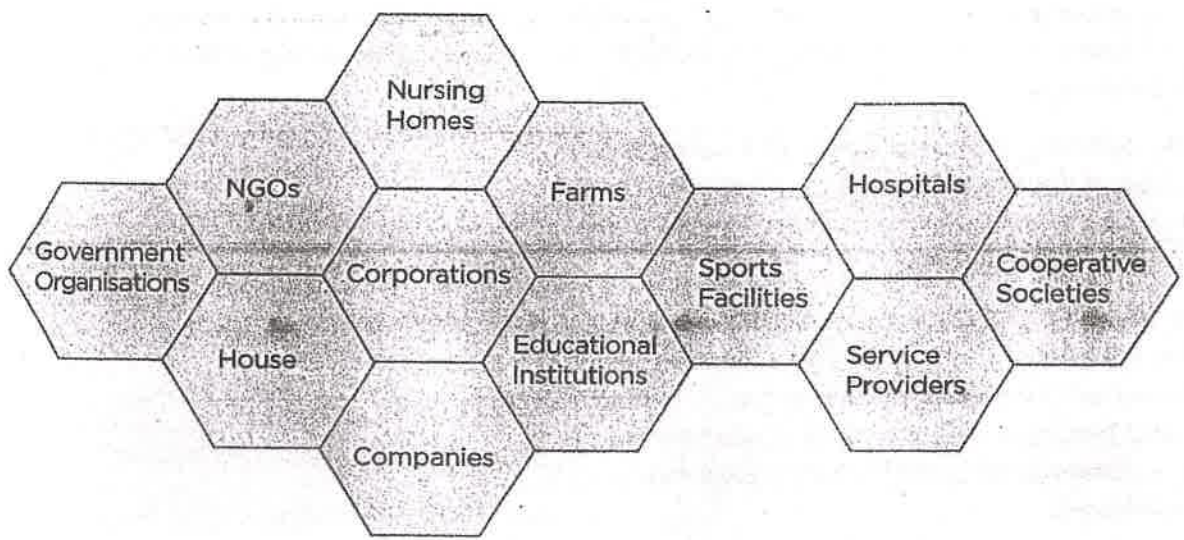 Nursing
Homes
NGOs
Farms
Hospitals
Government
Organisations
Corporations
Sports
Facilities
Cooperative
Societies
House
Educational
Institutions
Service
Providers
Companies